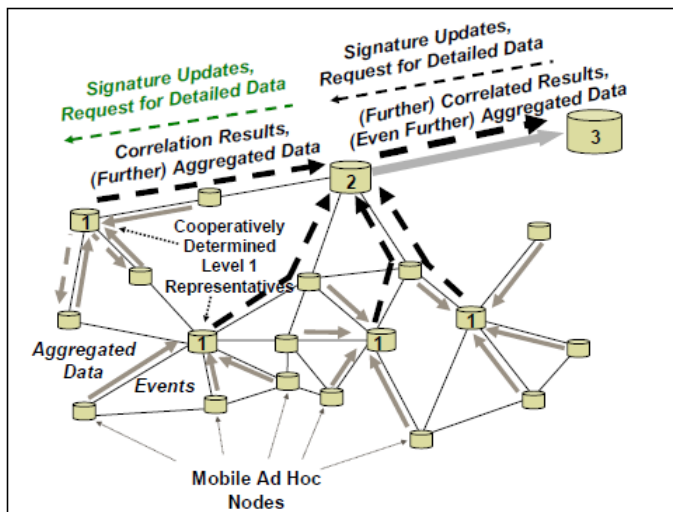 Signature Updates,
Request for Detailed Data
Signature Updates,
Request for Detailed Data
(Further) Correlated Results,
(Even Further) Aggregated Data
Correlation Results,
(Further) Aggregated Data
3
2
1
Cooperatively
Determined
Level 1
Representatives
1
1
1
Aggregated
Data
Events
Mobile Ad Hoc
Nodes